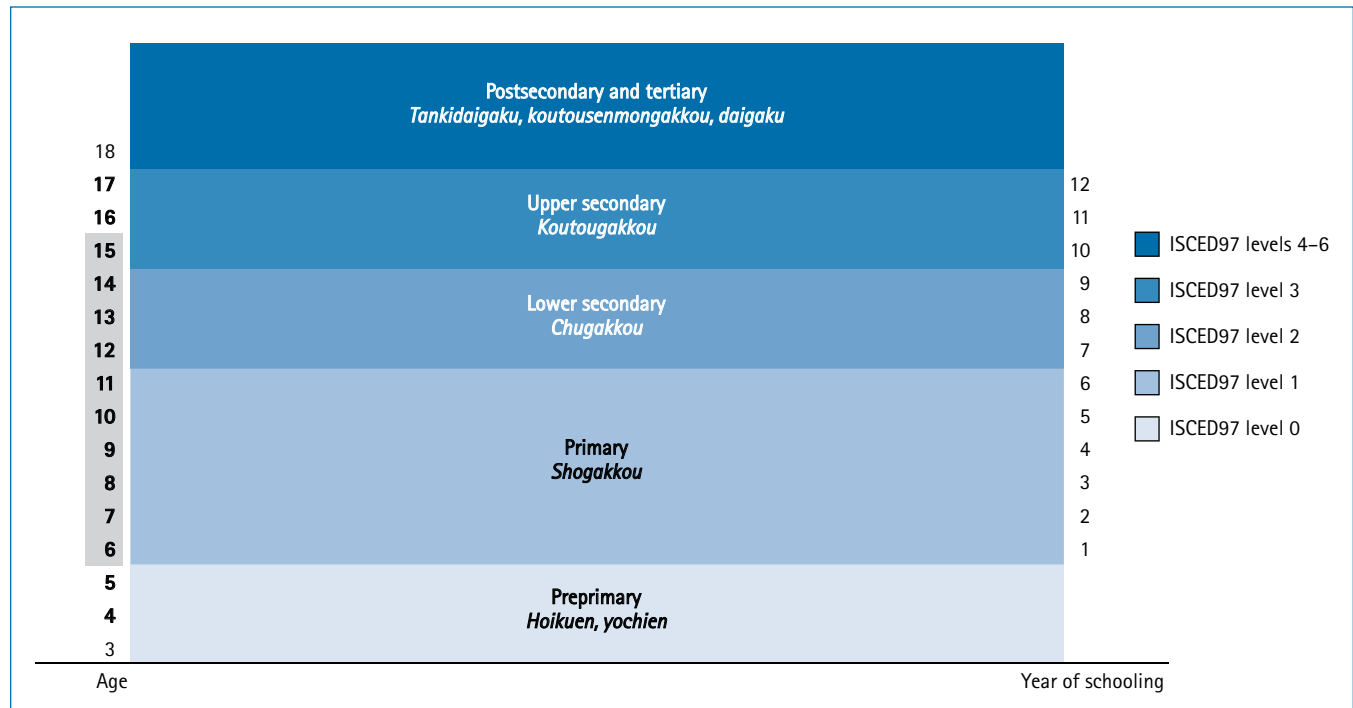 Postsecondary and tertiary
Tankidaigaku, koutousenmongakkou, daigaku
18
17
12
Upper secondary
16
11
Koutougakkou
15
10
ISCED97 levels 4–6
14
9
ISCED97 level 3
Lower secondary
13
8
Chugakkou
12
7
ISCED97 level 2
11
6
ISCED97 level 1
10
5
ISCED97 level 0
Primary
9
4
Shogakkou
8
3
7
2
6
1
5
Preprimary
4
Hoikuen, yochien
3
Age
Year of schooling